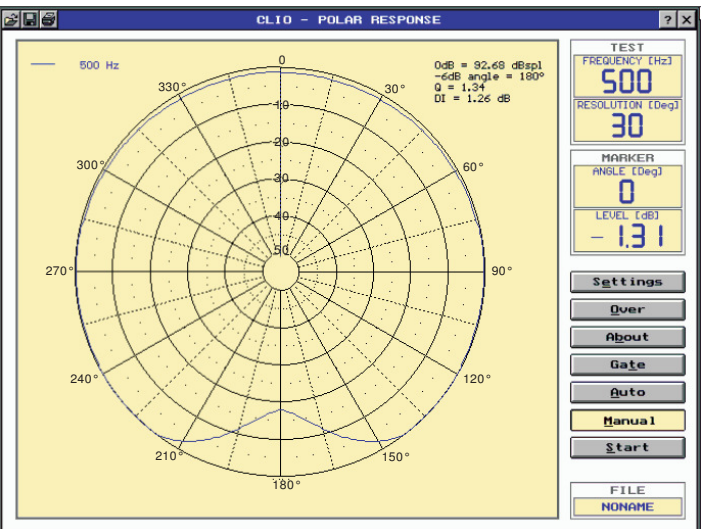 CLIO - POLAR RESPONSE
? X
500 Hz
0dB = 92.68 dBspl
-6dB angle = 180°
Q = 1.34
DI = 1.26 dB
0
330°
30°
-10
-20
300°
60°
-30
-40
50
270°
90°
240°
120°
210°
150°
180°
TEST
FREQUENCY [Hz]
500
RESOLUTION [Deg]
30
MARKER
ANGLE [Deg]
0
LEVEL [dB]
-1.31
Settings
Over
About
Gate
Auto
Manual
Start
FILE
NONAME